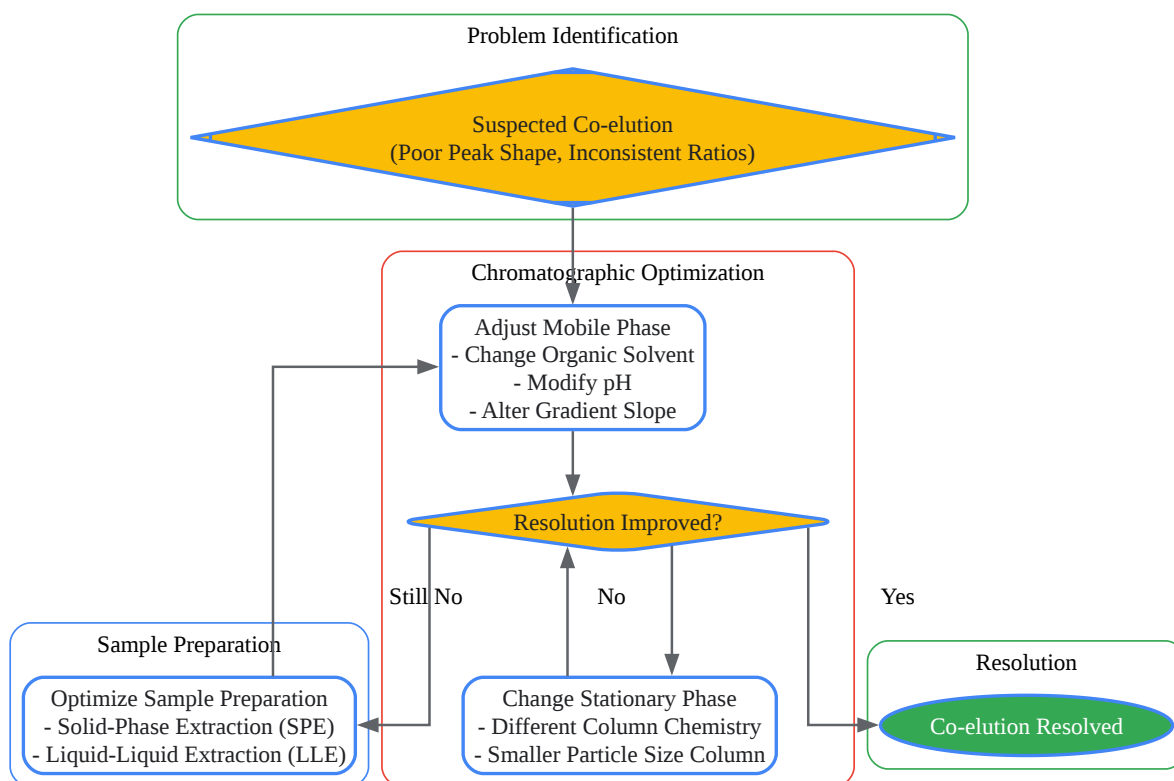 Problem Identification
Suspected Co-elution
(Poor Peak Shape, Inconsistent Ratios)
Chromatographic Optimization
Adjust Mobile Phase
- Change Organic Solvent
- Modify pH
- Alter Gradient Slope
Resolution Improved?
Still No
No
Yes
Sample Preparation
Optimize Sample Preparation
- Solid-Phase Extraction (SPE)
- Liquid-Liquid Extraction (LLE)
Change Stationary Phase
- Different Column Chemistry
- Smaller Particle Size Column
Resolution
Co-elution Resolved